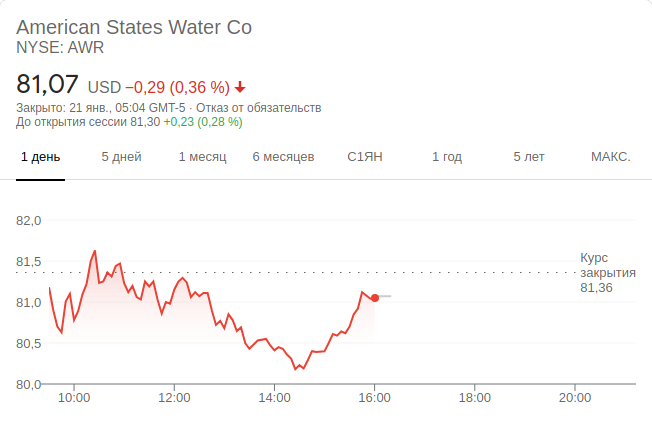 American States Water Co
NYSE: AWR
81,07 USD −0,29 (0,36 %)
Закрыто: 21 янв., 05:04 GMT-5 · Отказ от обязательств
До открытия сессии 81,30 +0,23 (0,28 %)
1 день 5 дней 1 месяц 6 месяцев С1ЯН 1 год 5 лет МАКС.
82,0
81,5
81,0
80,5
80,0
Курс
закрытия
81,36
10:00 12:00 14:00 16:00 18:00 20:00